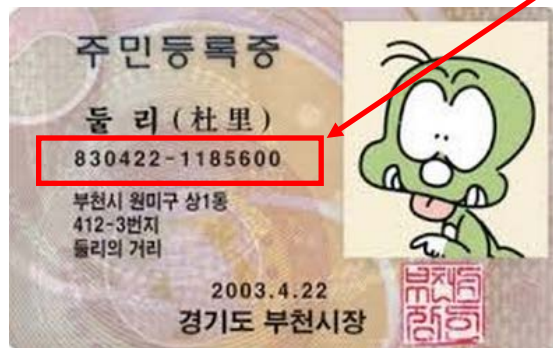 주민등록증
둘 리 (杜里)
830422-1185600
부천시 원미구 상1동
412-3번지
둘리의 거리
2003.4.22
경기도 부천시장